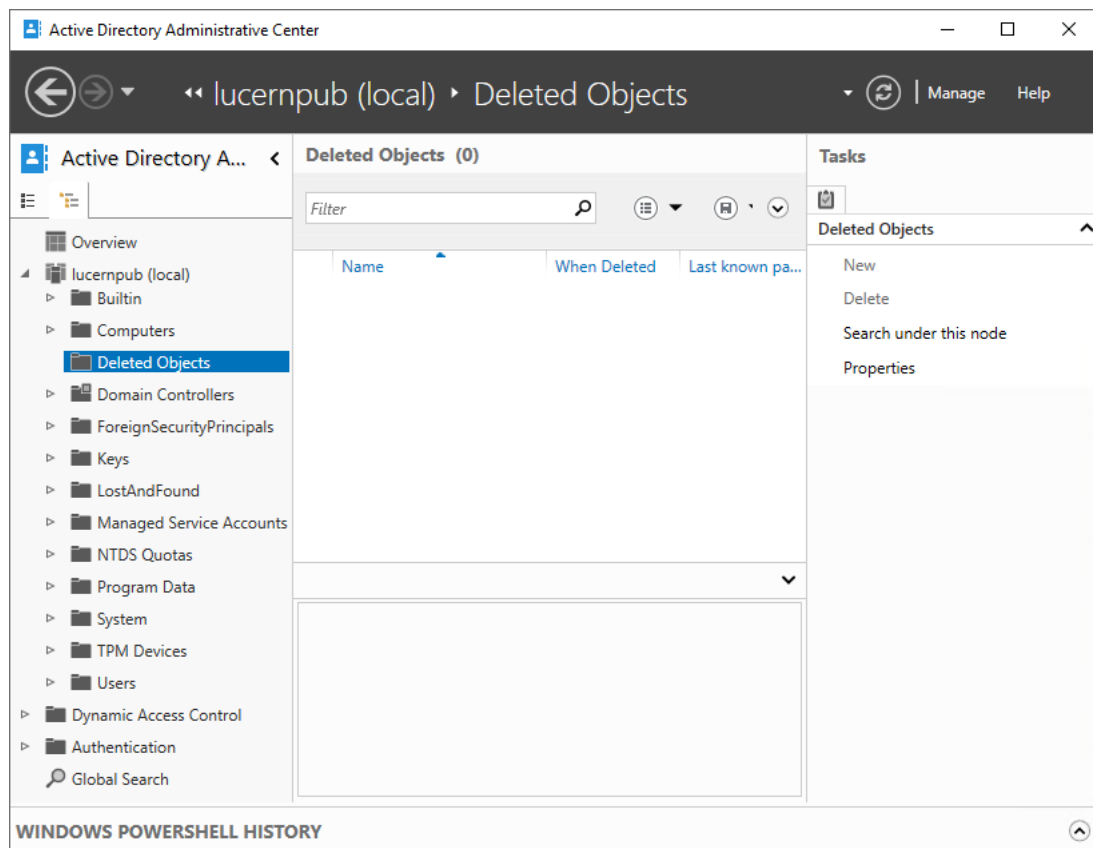 Active Directory Administrative Center
lucernpub (local) Deleted Objects
Manage Help
Active Directory A...
Overview
lucernpub (local)
Builtin
Computers
Deleted Objects
Domain Controllers
ForeignSecurityPrincipals
Keys
LostAndFound
Managed Service Accounts
NTDS Quotas
Program Data
System
TPM Devices
Users
Dynamic Access Control
Authentication
Global Search
Deleted Objects (0)
Filter
Name When Deleted Last known pa...
Tasks
Deleted Objects
New
Delete
Search under this node
Properties
WINDOWS POWERSHELL HISTORY